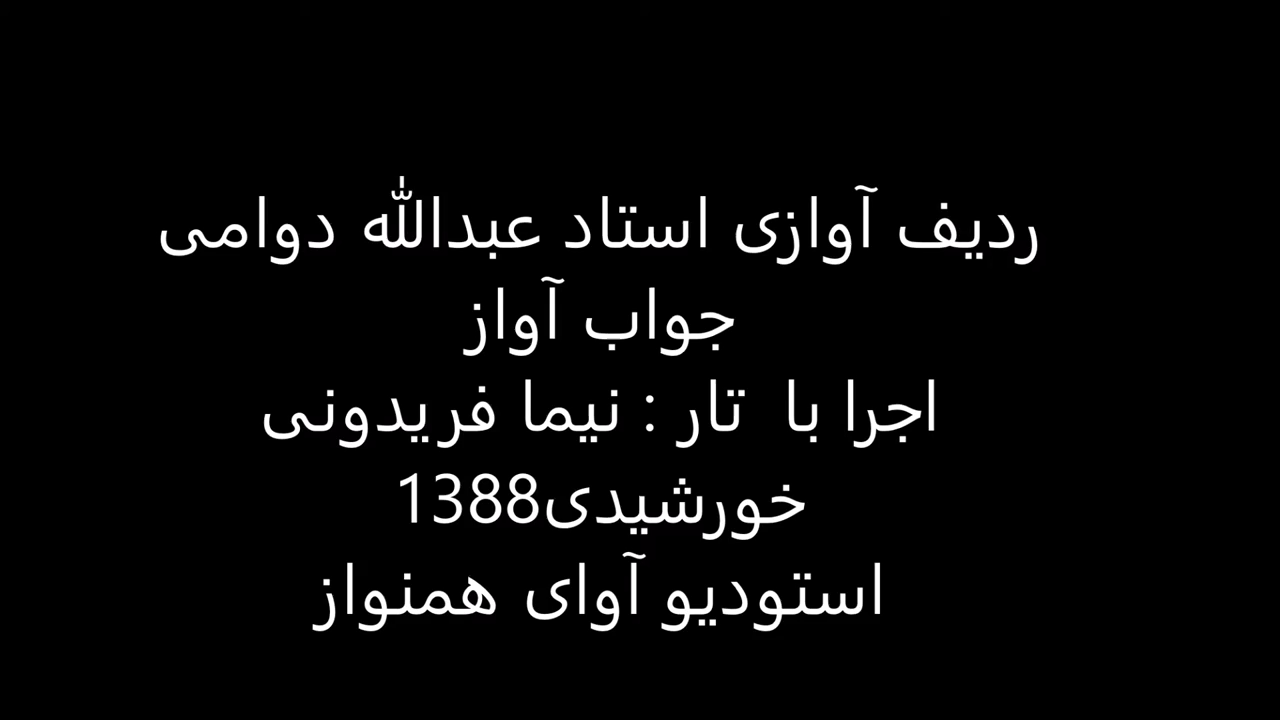 ردیف آوازی استاد عبدالله دوامی
جواب آواز
اجرا با تار : نیما فریدونی
خورشیدی1388
استودیو آوای همنواز